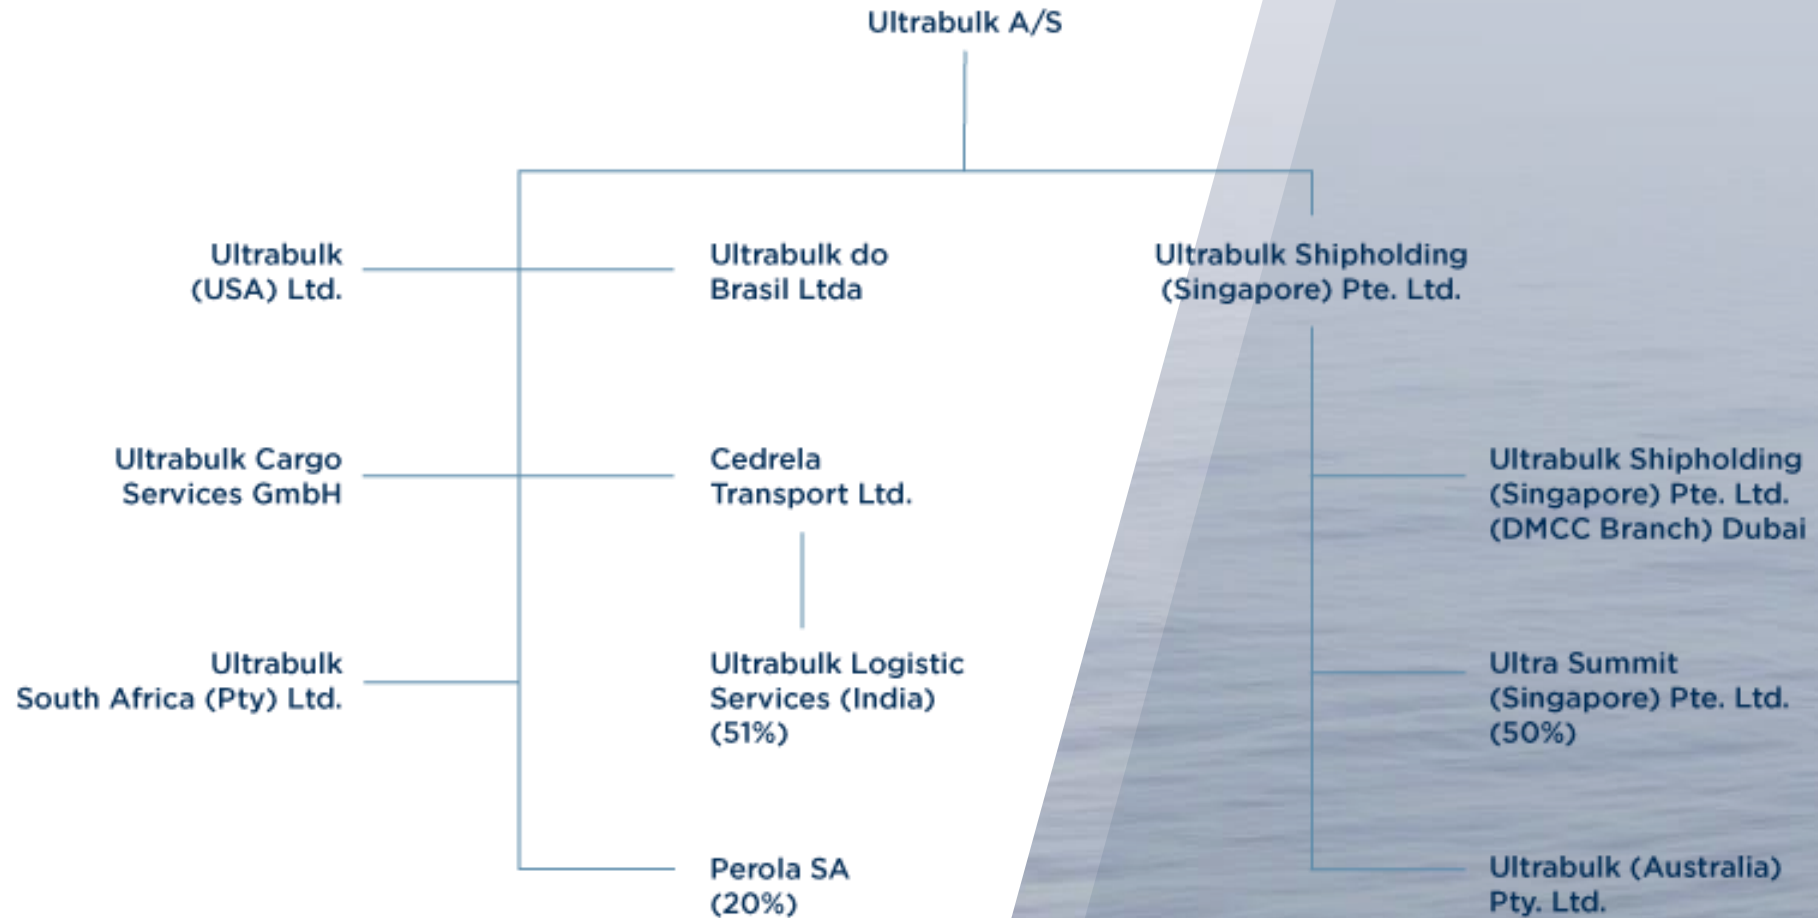 Ultrabulk A/S
Ultrabulk
(USA) Ltd.
Ultrabulk do
Brasil Ltda
Ultrabulk Shipholding
(Singapore) Pte. Ltd.
Ultrabulk Cargo
Services GmbH
Cedrela
Transport Ltd.
Ultrabulk Shipholding
(Singapore) Pte. Ltd.
(DMCC Branch) Dubai
Ultrabulk
South Africa (Pty) Ltd.
Ultrabulk Logistic
Services (India)
(51%)
Ultra Summit
(Singapore) Pte. Ltd.
(50%)
Perola SA
(20%)
Ultrabulk (Australia)
Pty. Ltd.